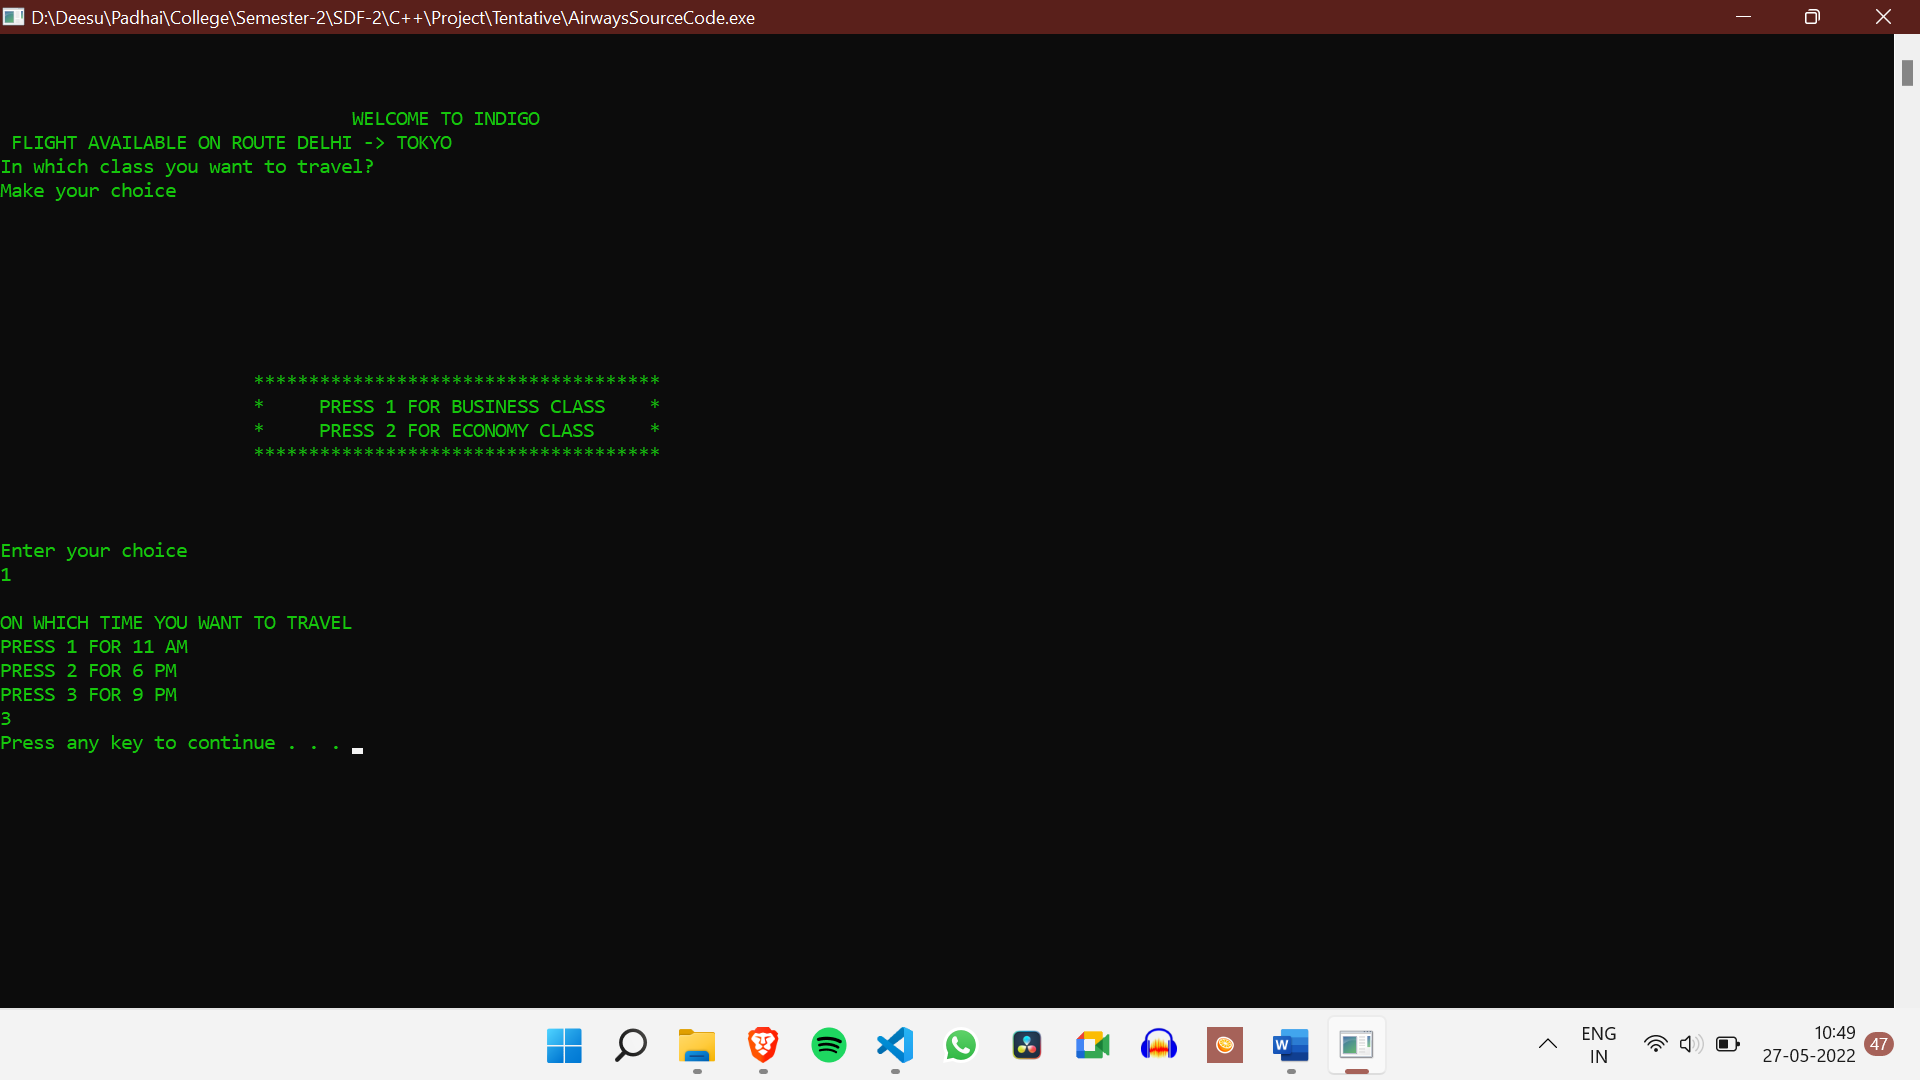 D:\Deesu\Padhai\College\Semester-2\SDF-2\C++\Project\Tentative\AirwaysSourceCode.exe
WELCOME TO INDIGO
FLIGHT AVAILABLE ON ROUTE DELHI -> TOKYO
In which class you want to travel?
Make your choice
*************************************
* PRESS 1 FOR BUSINESS CLASS *
* PRESS 2 FOR ECONOMY CLASS *
*************************************
Enter your choice
1
ON WHICH TIME YOU WANT TO TRAVEL
PRESS 1 FOR 11 AM
PRESS 2 FOR 6 PM
PRESS 3 FOR 9 PM
3
Press any key to continue . . .
W
ENG
IN
10:49
27-05-2022
47